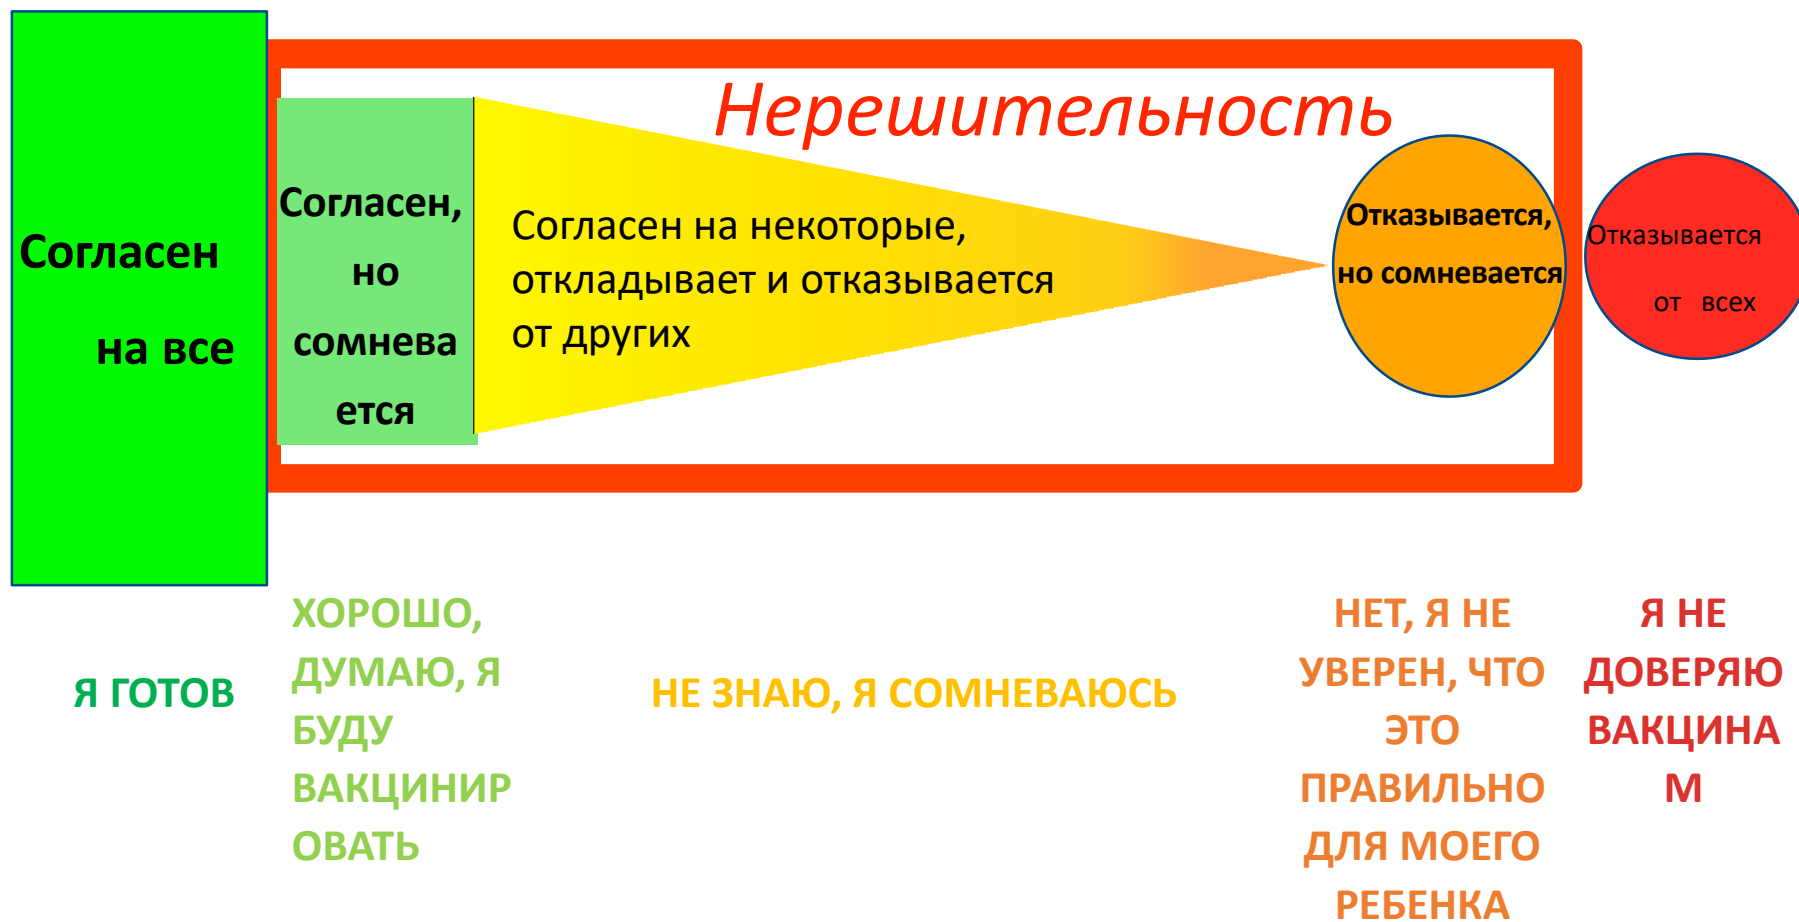 Нерешительность
Согласен
на все
Согласен,
но
сомнева
ется
Согласен на некоторые,
откладывает и отказывается
от других
Отказывается,
но сомневается
Отказывается
от всех
Я ГОТОВ
ХОРОШО,
ДУМАЮ, Я
БУДУ
ВАКЦИНИР
ОВАТЬ
НЕ ЗНАЮ, Я СОМНЕВАЮСЬ
НЕТ, Я НЕ
УВЕРЕН, ЧТО
ЭТО
ПРАВИЛЬНО
ДЛЯ МОЕГО
РЕБЕНКА
Я НЕ
ДОВЕРЯЮ
ВАКЦИНА
М